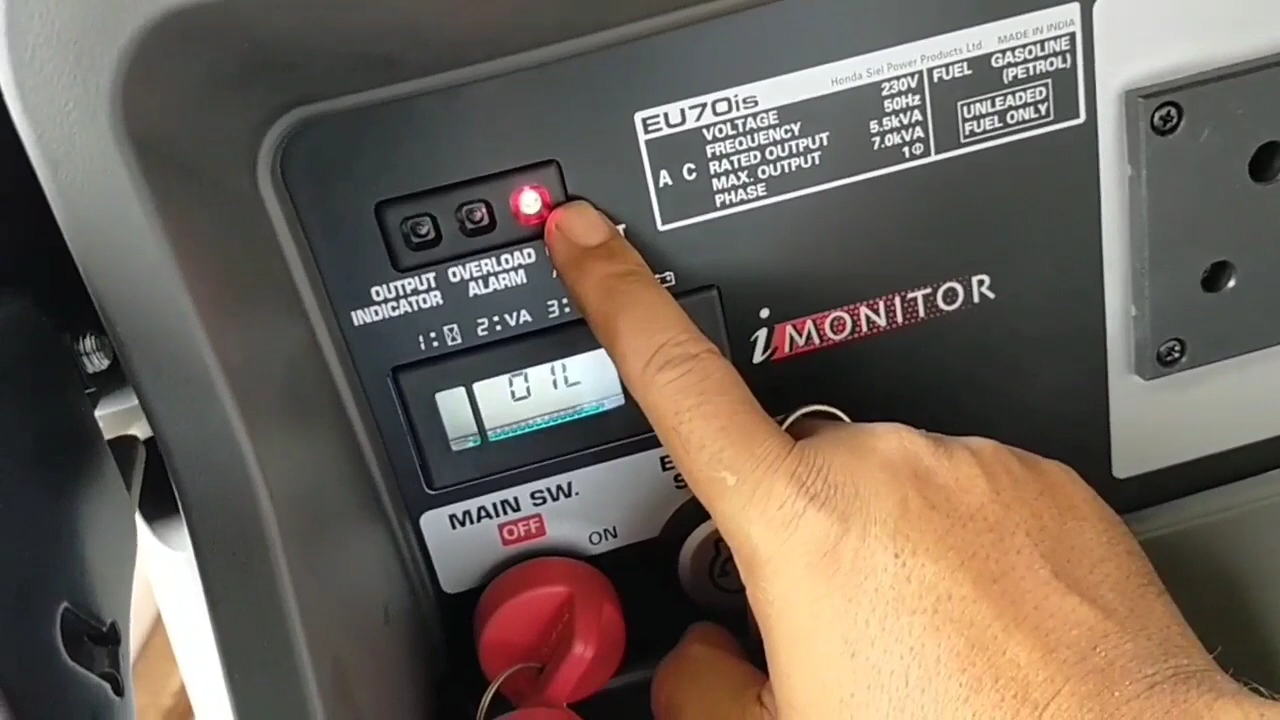 Honda Siel Power Products Ltd MADE IN INDIA
EU70is
A C
VOLTAGE 230V
FREQUENCY 50Hz
RATED OUTPUT 5.5kVA
MAX. OUTPUT 7.0kVA
PHASE 1Φ
FUEL GASOLINE
(PETROL)
UNLEADED
FUEL ONLY
OUTPUT
INDICATOR
OVERLOAD
ALARM
1: 2:VA 3:
i MONITOR
OIL
MAIN SW.
OFF
ON